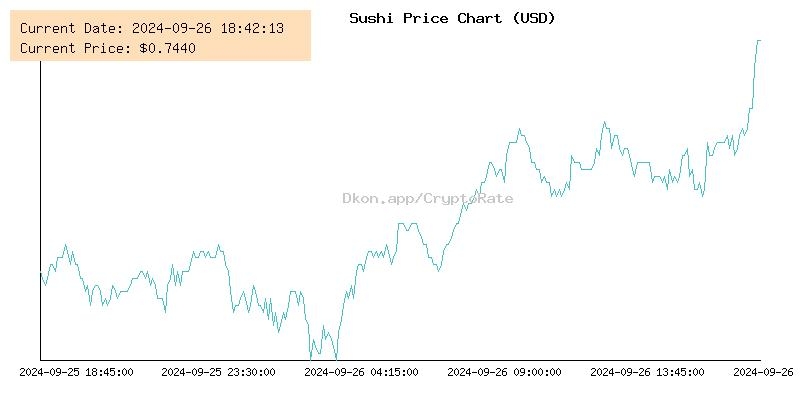 Sushi Price Chart (USD)
Current Date: 2024-09-26 18:42:13
Current Price: $0.7440
Dkon.app/CryptoRate
2024-09-25 18:45:00 2024-09-25 23:30:00 2024-09-26 04:15:00 2024-09-26 09:00:00 2024-09-26 13:45:00 2024-09-26